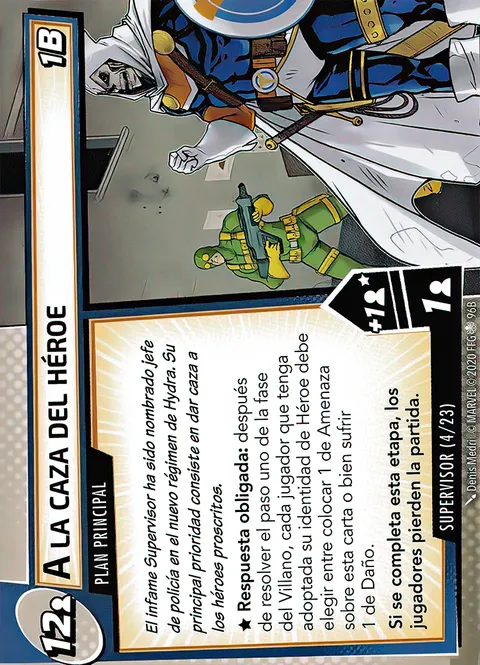 12
A LA CAZA DEL HÉROE
1B
PLAN PRINCIPAL
El infame Supervisor ha sido nombrado jefe
de policía en el nuevo régimen de Hydra. Su
principal prioridad consiste en dar caza a
los héroes proscritos.
★ Respuesta obligada: después
de resolver el paso uno de la fase
del Villano, cada jugador que tenga
adoptada su identidad de Héroe debe
elegir entre colocar 1 de Amenaza
sobre esta carta o bien sufrir
1 de Daño.
Si se completa esta etapa, los
jugadores pierden la partida.
+1 ★
1
SUPERVISOR (4/23)
Denis Medri © MARVEL © 2020 FFG 96B